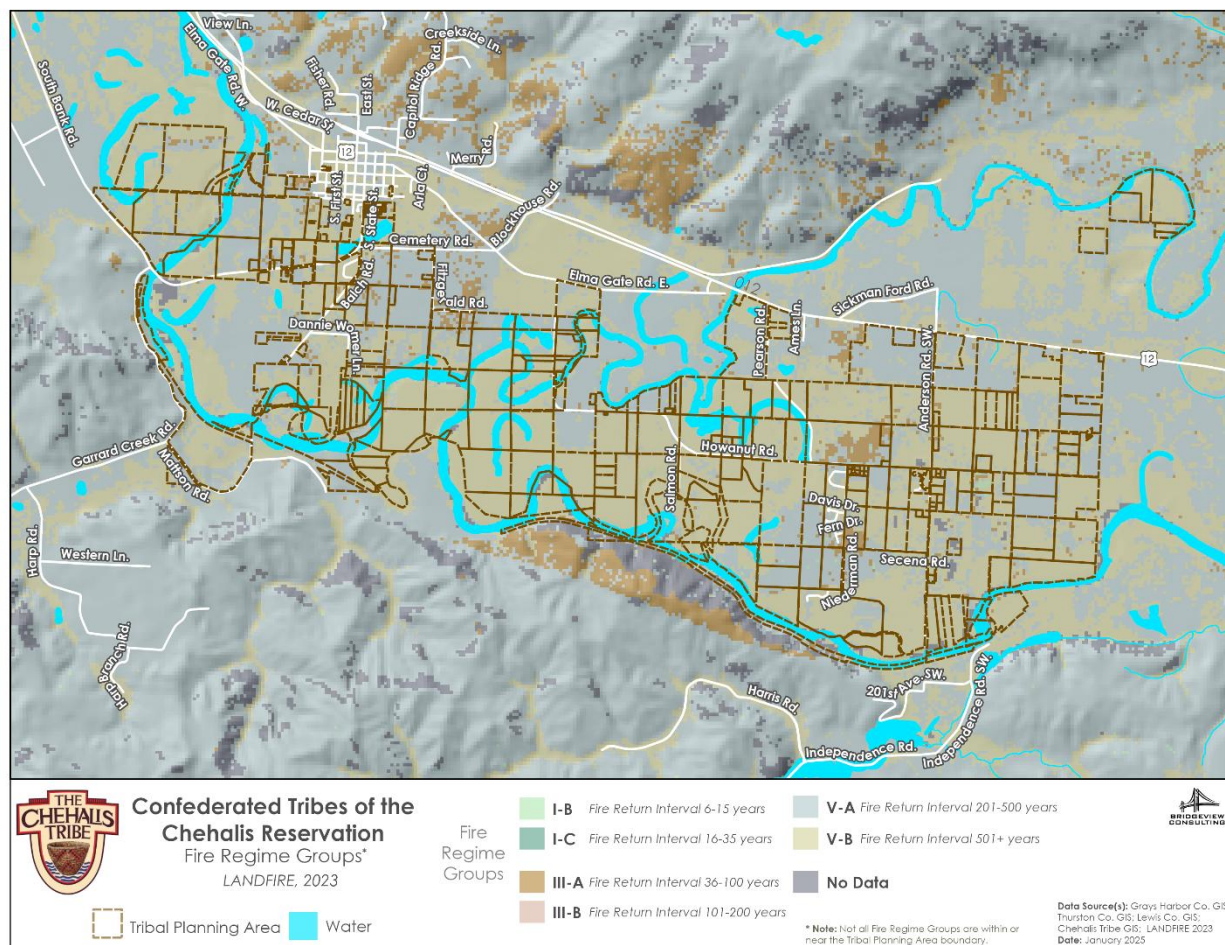 View Ln.
Creekside Ln.
Elma Gate Rd. W.
South Bank Rd.
Fisher Rd.
East St.
Capitol Ridge Rd.
W. Cedar St.
12
Merry Rd.
Arla Ct.
S. First St.
S. State St.
Blockhouse Rd.
Cemetery Rd.
Balch Rd.
Fitzgerald Rd.
Elma Gate Rd. E.
012
Sickman Ford Rd.
Pearson Rd.
Ames Ln.
Dannie Womer Ln.
Anderson Rd. SW.
12
Garrard Creek Rd.
Mattson Rd.
Howanut Rd.
Salmon Rd.
Davis Dr.
Fern Dr.
Harp Rd.
Western Ln.
Secena Rd.
Niederman Rd.
Harp Branch Rd.
Harris Rd.
201st Ave. SW.
Independence Rd. SW.
Independence Rd.
THE
CHEHALIS
TRIBE
Confederated Tribes of the
Chehalis Reservation
Fire Regime Groups*
LANDFIRE, 2023
Tribal Planning Area
Water
Fire
Regime
Groups
I-B Fire Return Interval 6-15 years
I-C Fire Return Interval 16-35 years
III-A Fire Return Interval 36-100 years
III-B Fire Return Interval 101-200 years
V-A Fire Return Interval 201-500 years
V-B Fire Return Interval 501+ years
No Data
* Note: Not all Fire Regime Groups are within or
near the Tribal Planning Area boundary.
BRIDGEVIEW
CONSULTING
Data Source(s): Grays Harbor Co. GIS;
Thurston Co. GIS; Lewis Co. GIS;
Chehalis Tribe GIS; LANDFIRE 2023
Date: January 2025